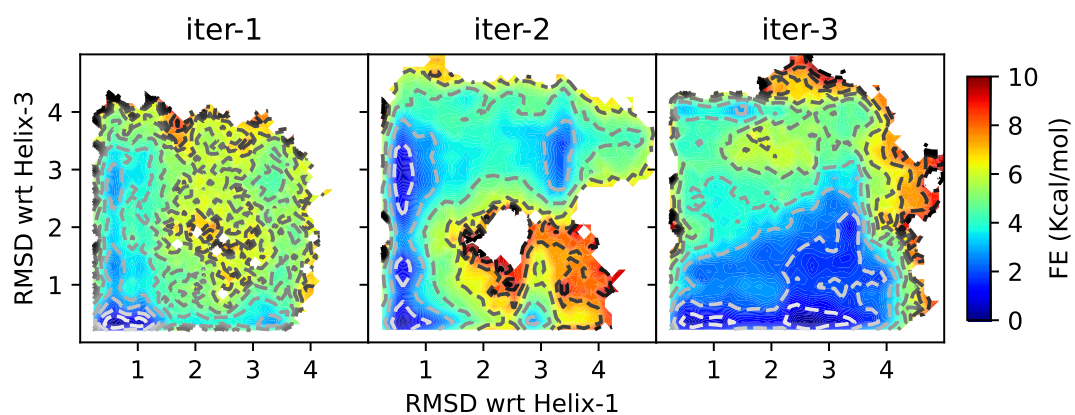 iter-1 iter-2 iter-3
RMSD wrt Helix-3
4
3
2
1
1 2 3 4 1 2 3 4 1 2 3 4
RMSD wrt Helix-1
10
8
6
4
2
0
FE (Kcal/mol)